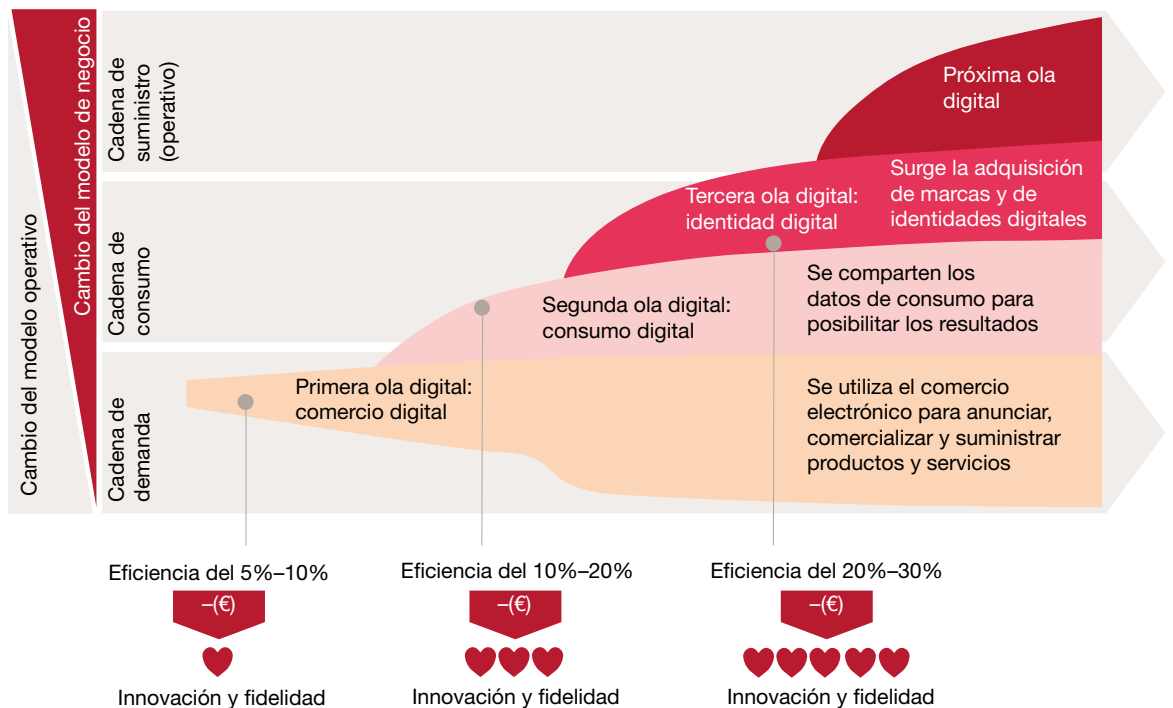 Cambio del modelo operativo
Cambio del modelo de negocio
Cadena de
suministro
(operativo)
Próxima ola
digital
Cadena de
consumo
Tercera ola digital:
identidad digital
Surge la adquisición
de marcas y de
identidades digitales
Segunda ola digital:
consumo digital
Se comparten los
datos de consumo para
posibilitar los resultados
Cadena de
demanda
Primera ola digital:
comercio digital
Se utiliza el comercio
electrónico para anunciar,
comercializar y suministrar
productos y servicios
Eficiencia del 5%–10%
–(€)
Innovación y fidelidad
Eficiencia del 10%–20%
–(€)
Innovación y fidelidad
Eficiencia del 20%–30%
–(€)
Innovación y fidelidad